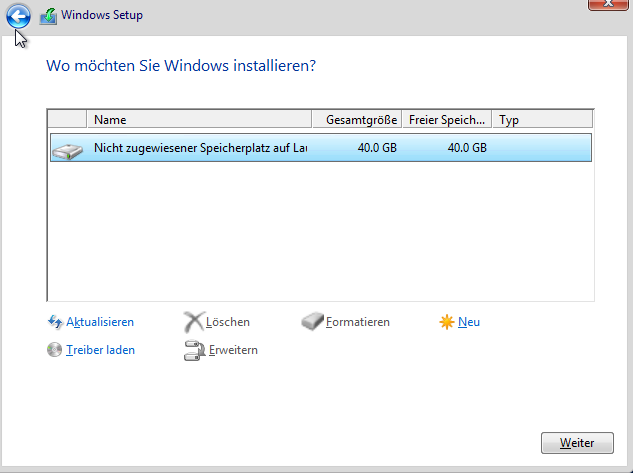 Windows Setup
Wo möchten Sie Windows installieren?
Name Gesamtgröße Freier Speich... Typ
Nicht zugewiesener Speicherplatz auf 40.0 GB 40.0 GB
Aktualisieren Löschen Formatieren Neu
Treiber laden Erweitern
Weiter